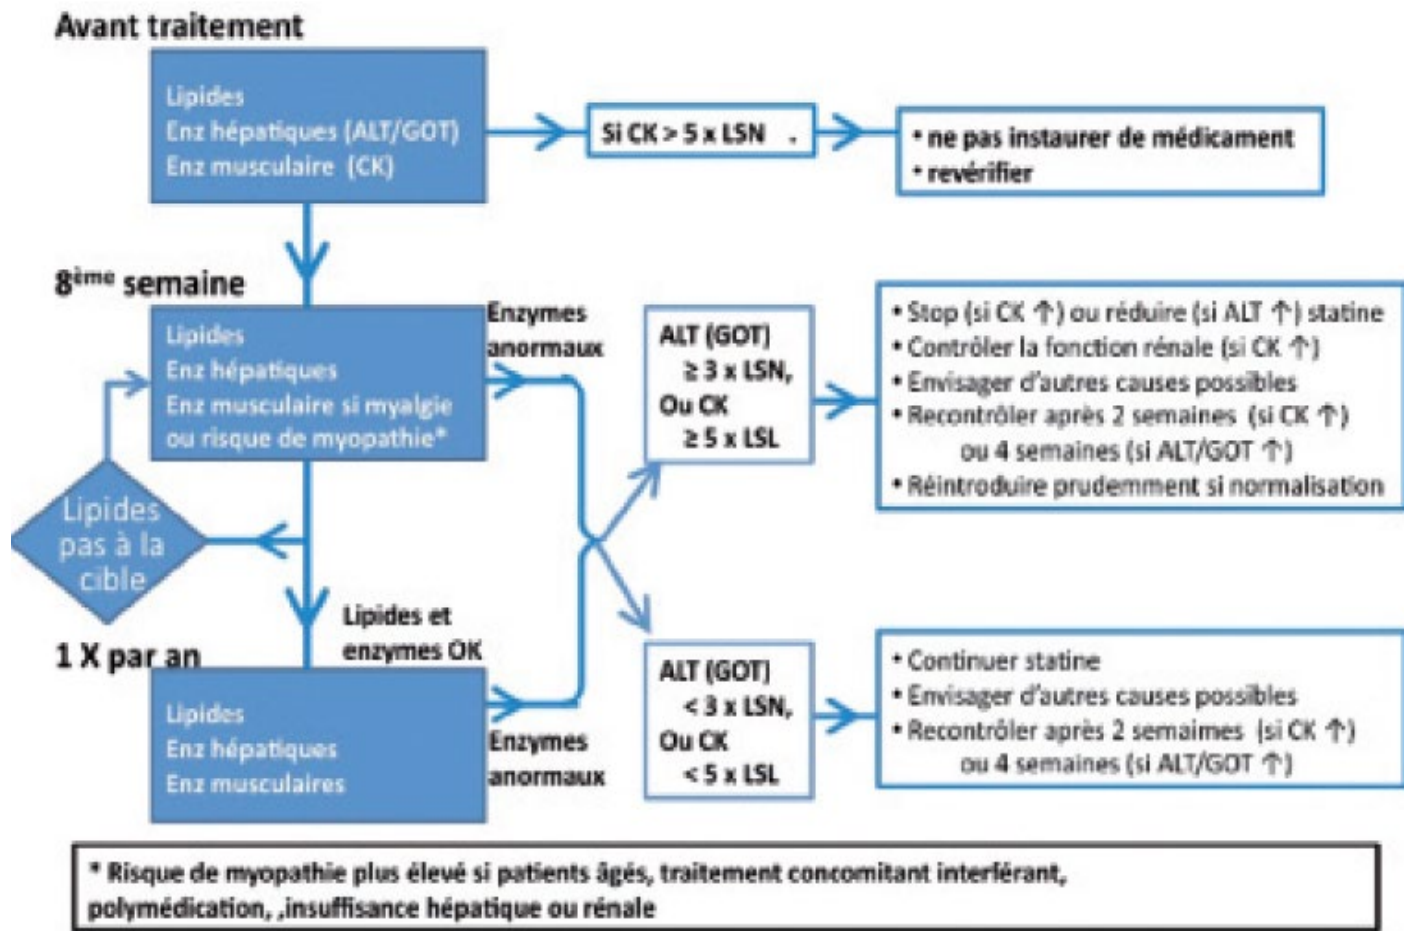 Avant traitement
Lipides
Enz hépatiques (ALT/GOT)
Enz musculaire (CK)
Si CK > 5 x LSN .
• ne pas instaurer de médicament
• revérifier
8ème semaine
Lipides
Enz hépatiques
Enz musculaire si myalgie
ou risque de myopathie*
Enzymes
anormaux
ALT (GOT)
≥ 3 x LSN,
Ou CK
≥ 5 x LSL
• Stop (si CK ↑) ou réduire (si ALT ↑) statine
• Contrôler la fonction rénale (si CK ↑)
• Envisager d'autres causes possibles
• Recontrôler après 2 semaines (si CK ↑)
ou 4 semaines (si ALT/GOT ↑)
• Réintroduire prudemment si normalisation
Lipides
pas à la
cible
Lipides et
enzymes OK
1 X par an
Lipides
Enz hépatiques
Enz musculaires
Enzymes
anormaux
ALT (GOT)
< 3 x LSN,
Ou CK
< 5 x LSL
• Continuer statine
• Envisager d'autres causes possibles
• Recontrôler après 2 semaimes (si CK ↑)
ou 4 semaines (si ALT/GOT ↑)
* Risque de myopathie plus élevé si patients âgés, traitement concomitant interférant,
polymédication, ,insuffisance hépatique ou rénale